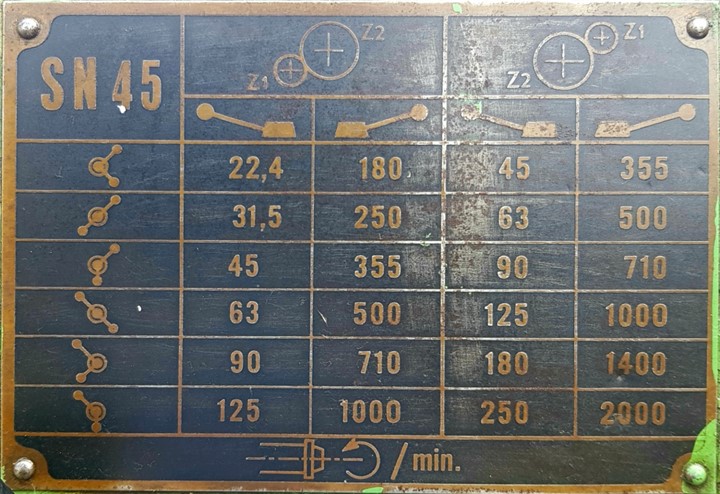 SN 45
Z1 Z2 Z2 Z1
22,4 180 45 355
31,5 250 63 500
45 355 90 710
63 500 125 1000
90 710 180 1400
125 1000 250 2000
/min.